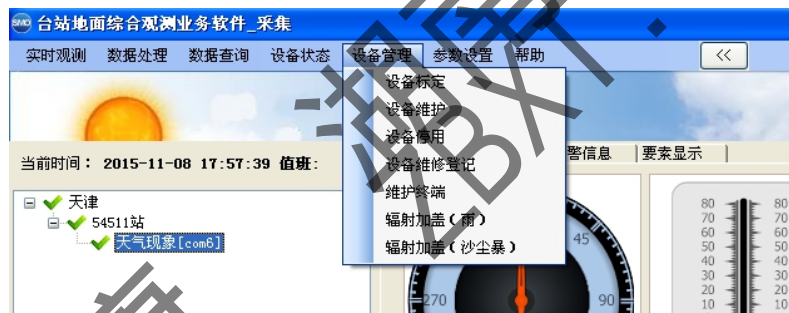 SMO 台站地面综合观测业务软件_采集
实时观测 数据处理 数据查询 设备状态 设备管理 参数设置 帮助 <<
设备标定
设备维护
设备停用
设备维修登记
维护终端
辐射加盖(雨)
辐射加盖(沙尘暴)
当前时间: 2015-11-08 17:57:39 值班:
警信息 要素显示
天津
54511站
天气现象[com6]
45
270 90
80 80
70 70
60 60
50 50
40 40
30 30
20 20
10 10
ZBXT